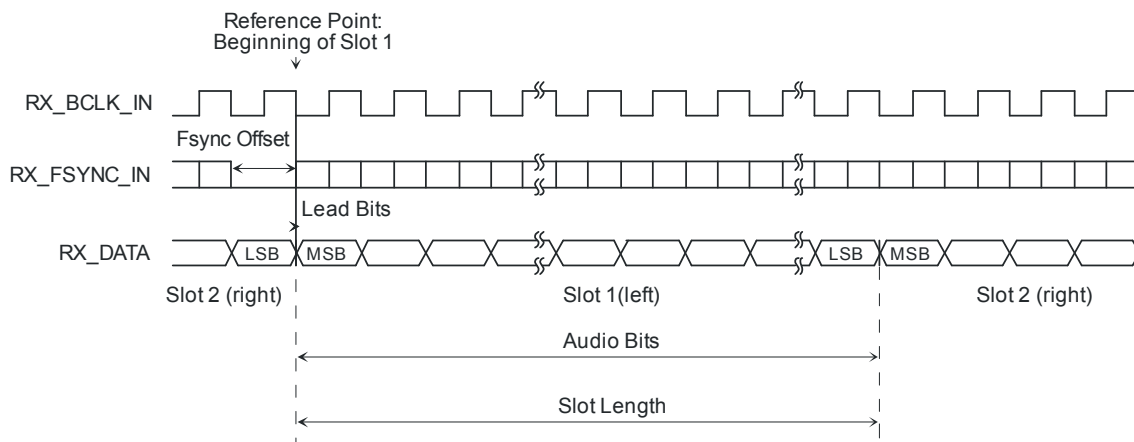 Reference Point:
Beginning of Slot 1
RX_BCLK_IN
Fsync Offset
RX_FSYNC_IN
Lead Bits
RX_DATA
LSB
MSB
LSB
MSB
Slot 2 (right)
Slot 1(left)
Slot 2 (right)
Audio Bits
Slot Length